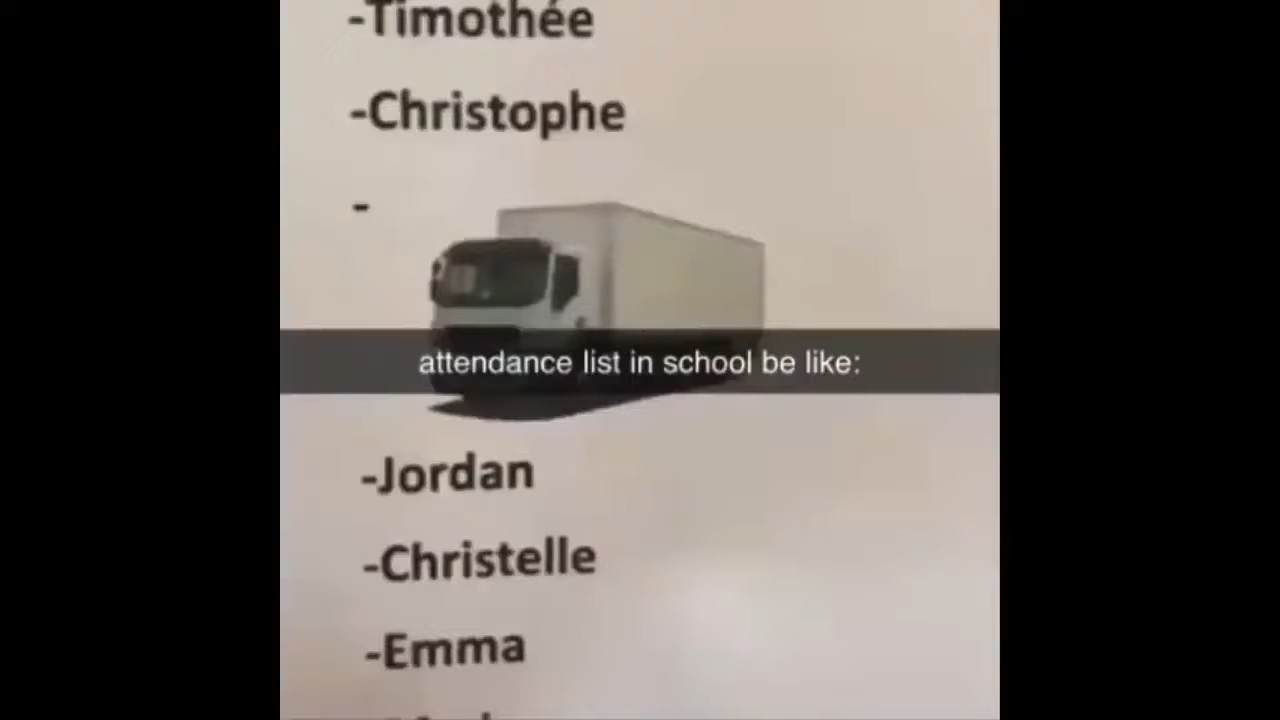 -Timothée
-Christophe
-
attendance list in school be like:
-Jordan
-Christelle
-Emma